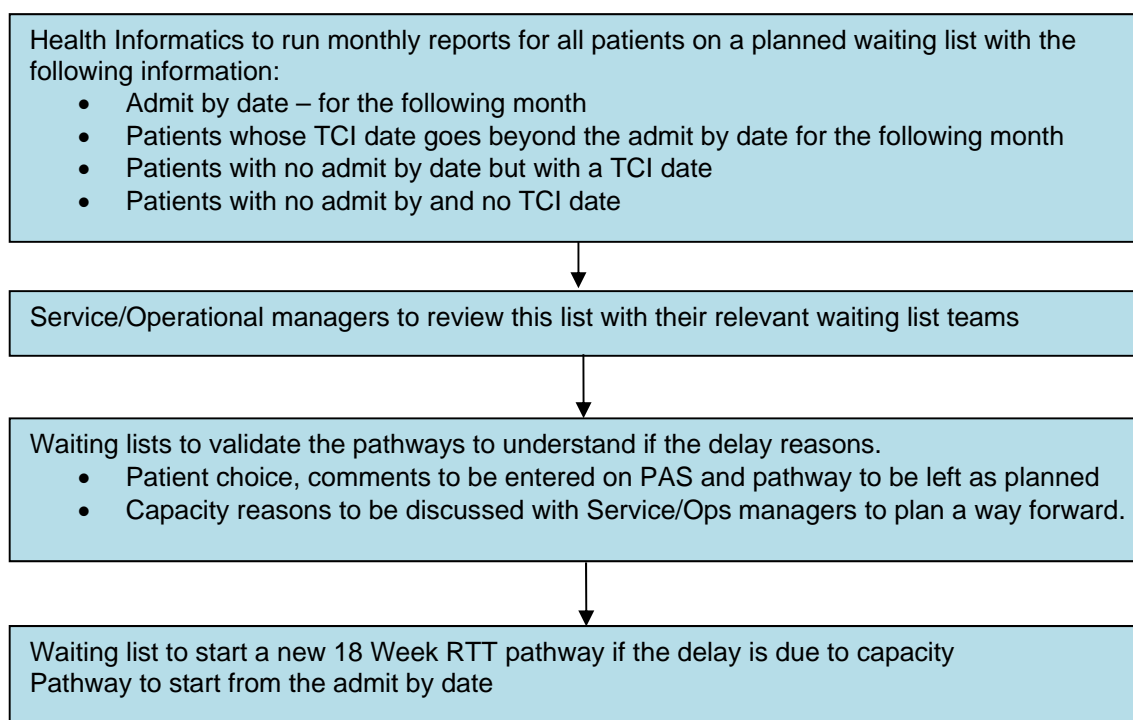 Health Informatics to run monthly reports for all patients on a planned waiting list with the
following information:
• Admit by date – for the following month
• Patients whose TCI date goes beyond the admit by date for the following month
• Patients with no admit by date but with a TCI date
• Patients with no admit by and no TCI date
Service/Operational managers to review this list with their relevant waiting list teams
Waiting lists to validate the pathways to understand if the delay reasons.
• Patient choice, comments to be entered on PAS and pathway to be left as planned
• Capacity reasons to be discussed with Service/Ops managers to plan a way forward.
Waiting list to start a new 18 Week RTT pathway if the delay is due to capacity
Pathway to start from the admit by date